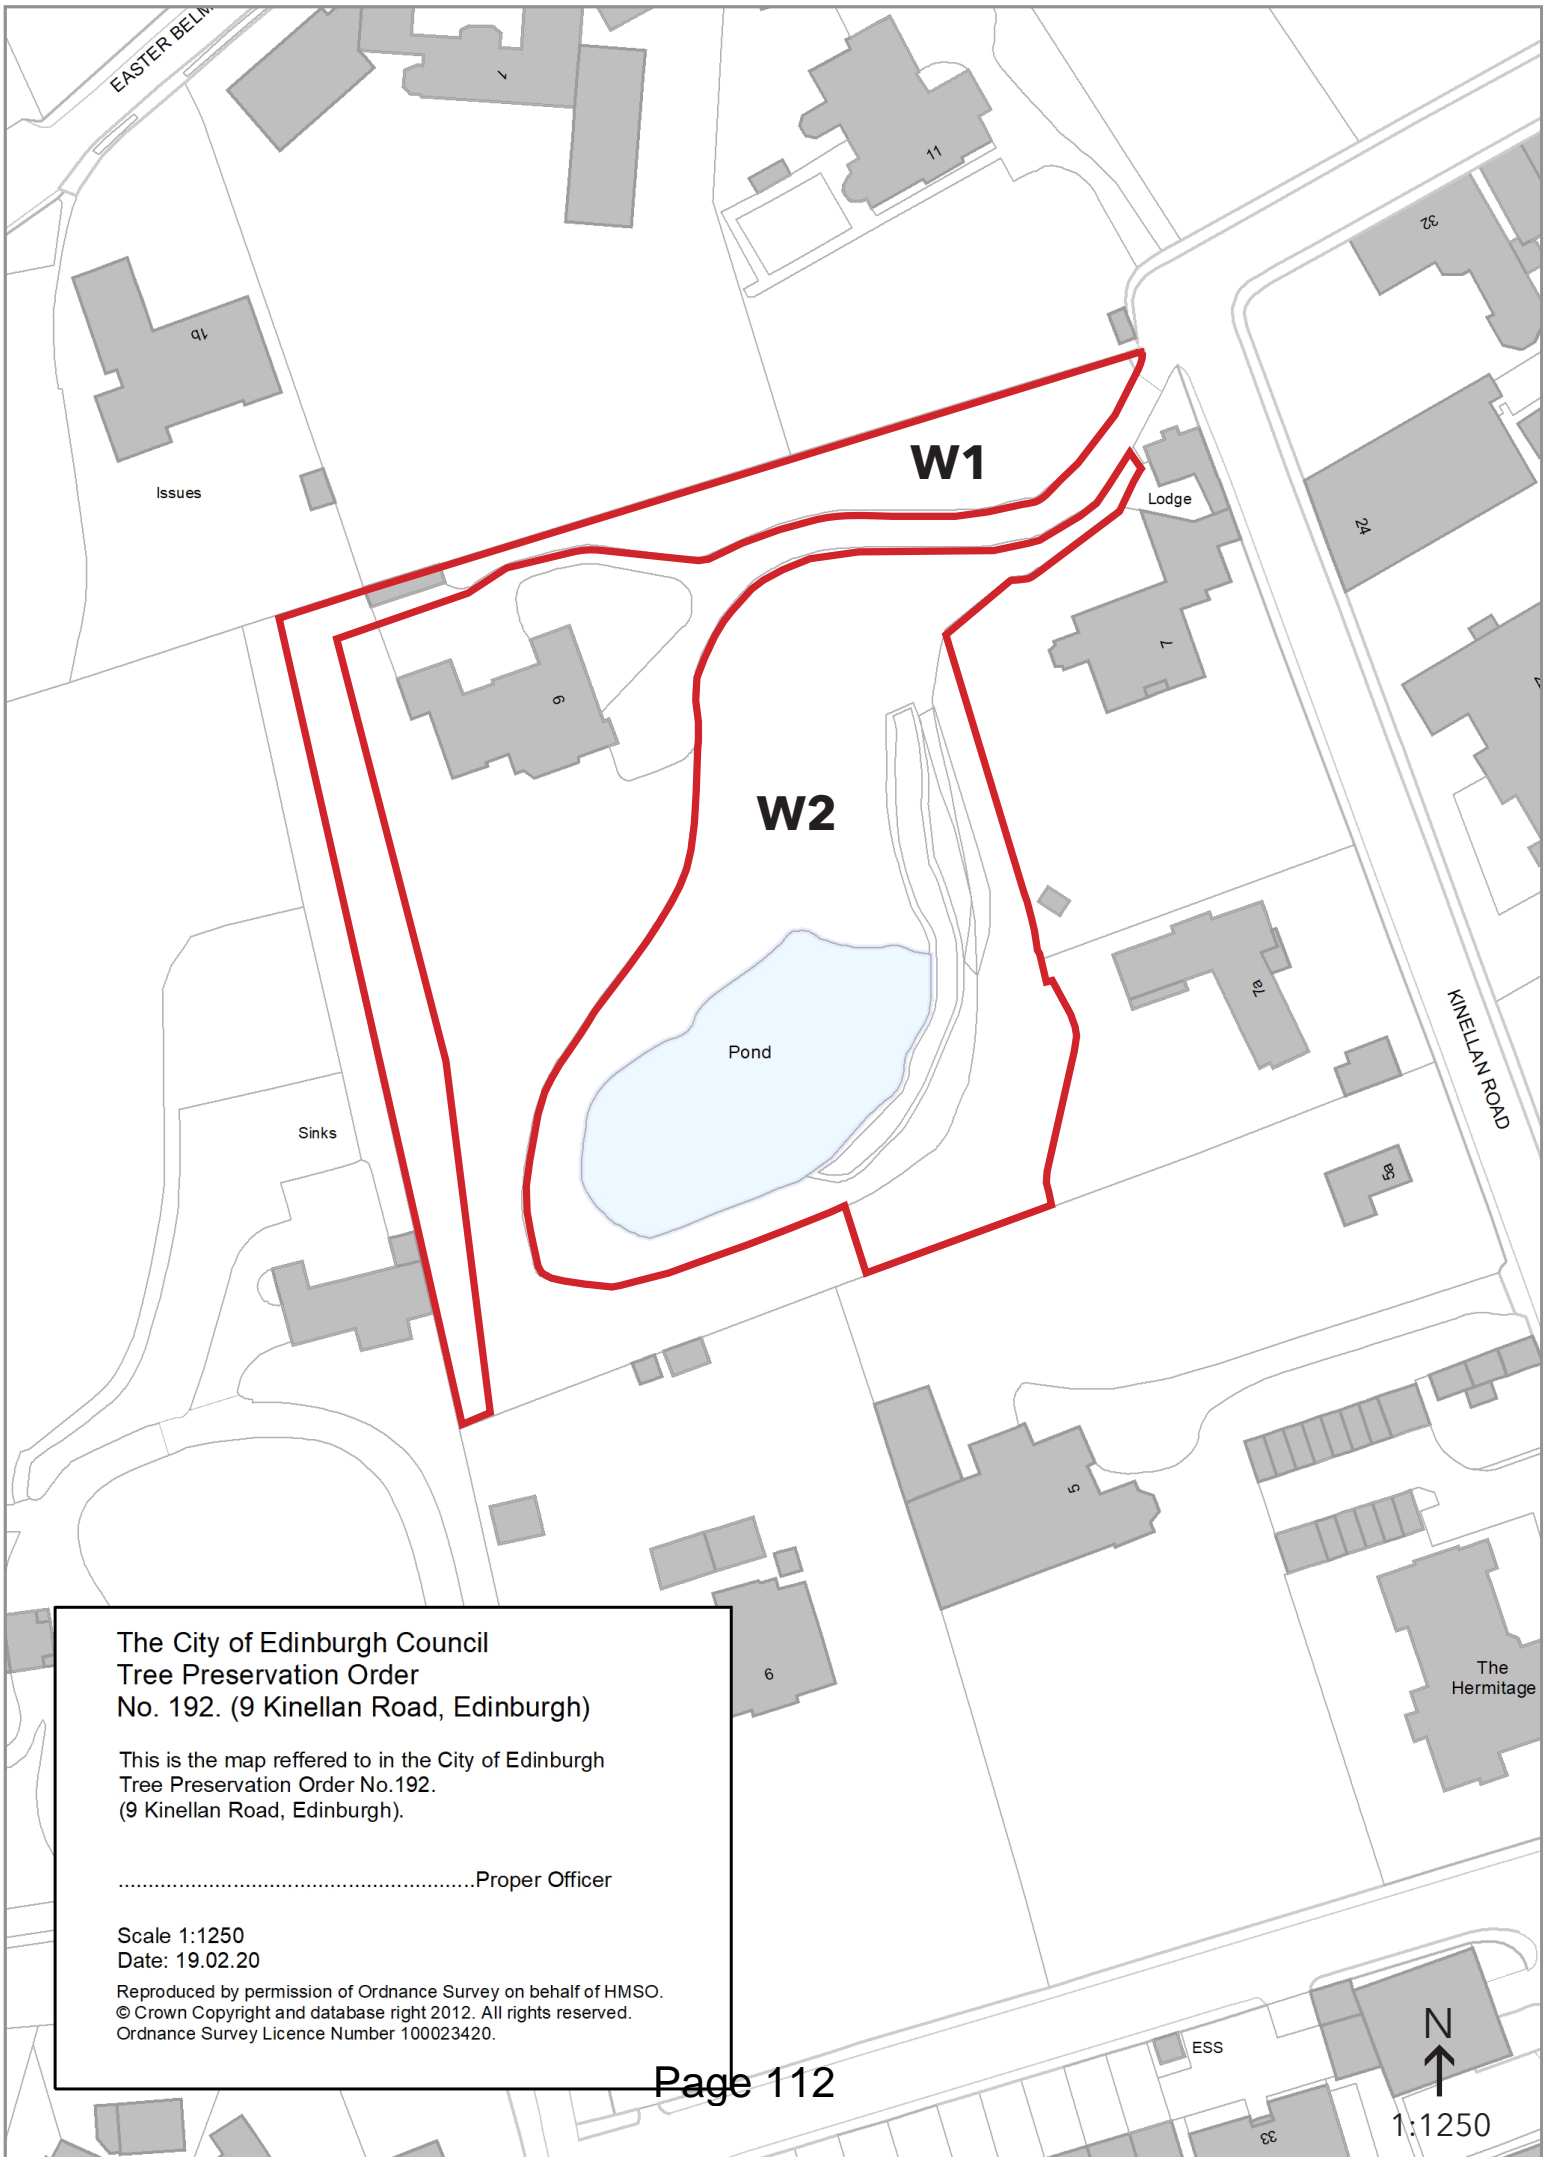 EASTER BELM
1
11
32
1b
W1
Issues
Lodge
24
7
9
W2
7a
KINELLAN ROAD
Pond
Sinks
5a
5
The
Hermitage
6
The City of Edinburgh Council
Tree Preservation Order
No. 192. (9 Kinellan Road, Edinburgh)
This is the map reffered to in the City of Edinburgh
Tree Preservation Order No.192.
(9 Kinellan Road, Edinburgh).
............................................................Proper Officer
Scale 1:1250
Date: 19.02.20
Reproduced by permission of Ordnance Survey on behalf of HMSO.
© Crown Copyright and database right 2012. All rights reserved.
Ordnance Survey Licence Number 100023420.
N
ESS
Page 112
1:1250
33